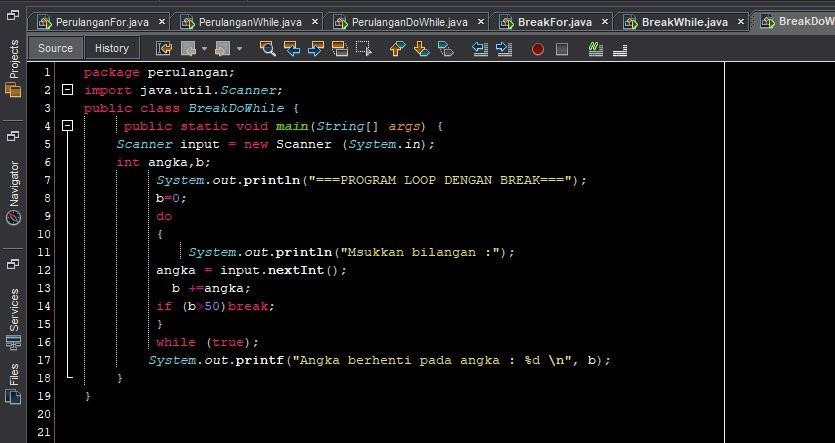 PerulanganFor.java × PerulanganWhile.java × PerulanganDoWhile.java × BreakFor.java × BreakWhile.java × BreakDoW
Source History
Projects
Navigator
Services
Files
1 package perulangan;
2 import java.util.Scanner;
3 public class BreakDoWhile {
4 public static void main(String[] args) {
5 Scanner input = new Scanner (System.in);
6 int angka,b;
7 System.out.println("===PROGRAM LOOP DENGAN BREAK===");
8 b=0;
9 do
10 {
11 System.out.println("Msukkan bilangan :");
12 angka = input.nextInt();
13 b +=angka;
14 if (b>50)break;
15 }
16 while (true);
17 System.out.printf("Angka berhenti pada angka : %d \n", b);
18 }
19 }
20
21